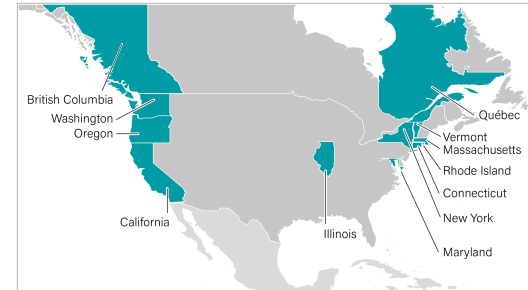 British Columbia
Washington
Oregon
California
Illinois
Québec
Vermont
Massachusetts
Rhode Island
Connecticut
New York
Maryland